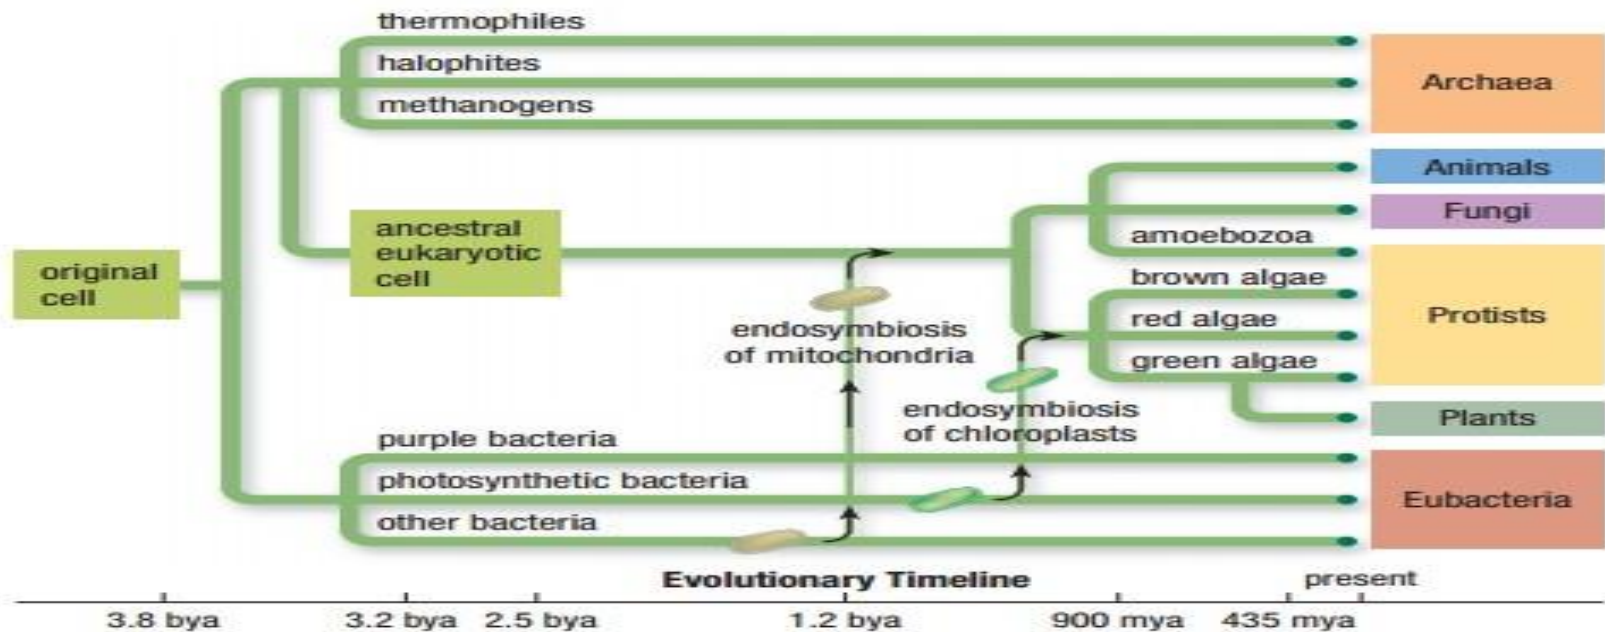 thermophiles
halophites
methanogens
Archaea
Animals
Fungi
ancestral
eukaryotic
cell
amoebozoa
original
cell
brown algae
red algae
green algae
Protists
endosymbiosis
of mitochondria
endosymbiosis
of chloroplasts
Plants
purple bacteria
photosynthetic bacteria
other bacteria
Eubacteria
Evolutionary Timeline
present
3.8 bya
3.2 bya
2.5 bya
1.2 bya
900 mya
435 mya